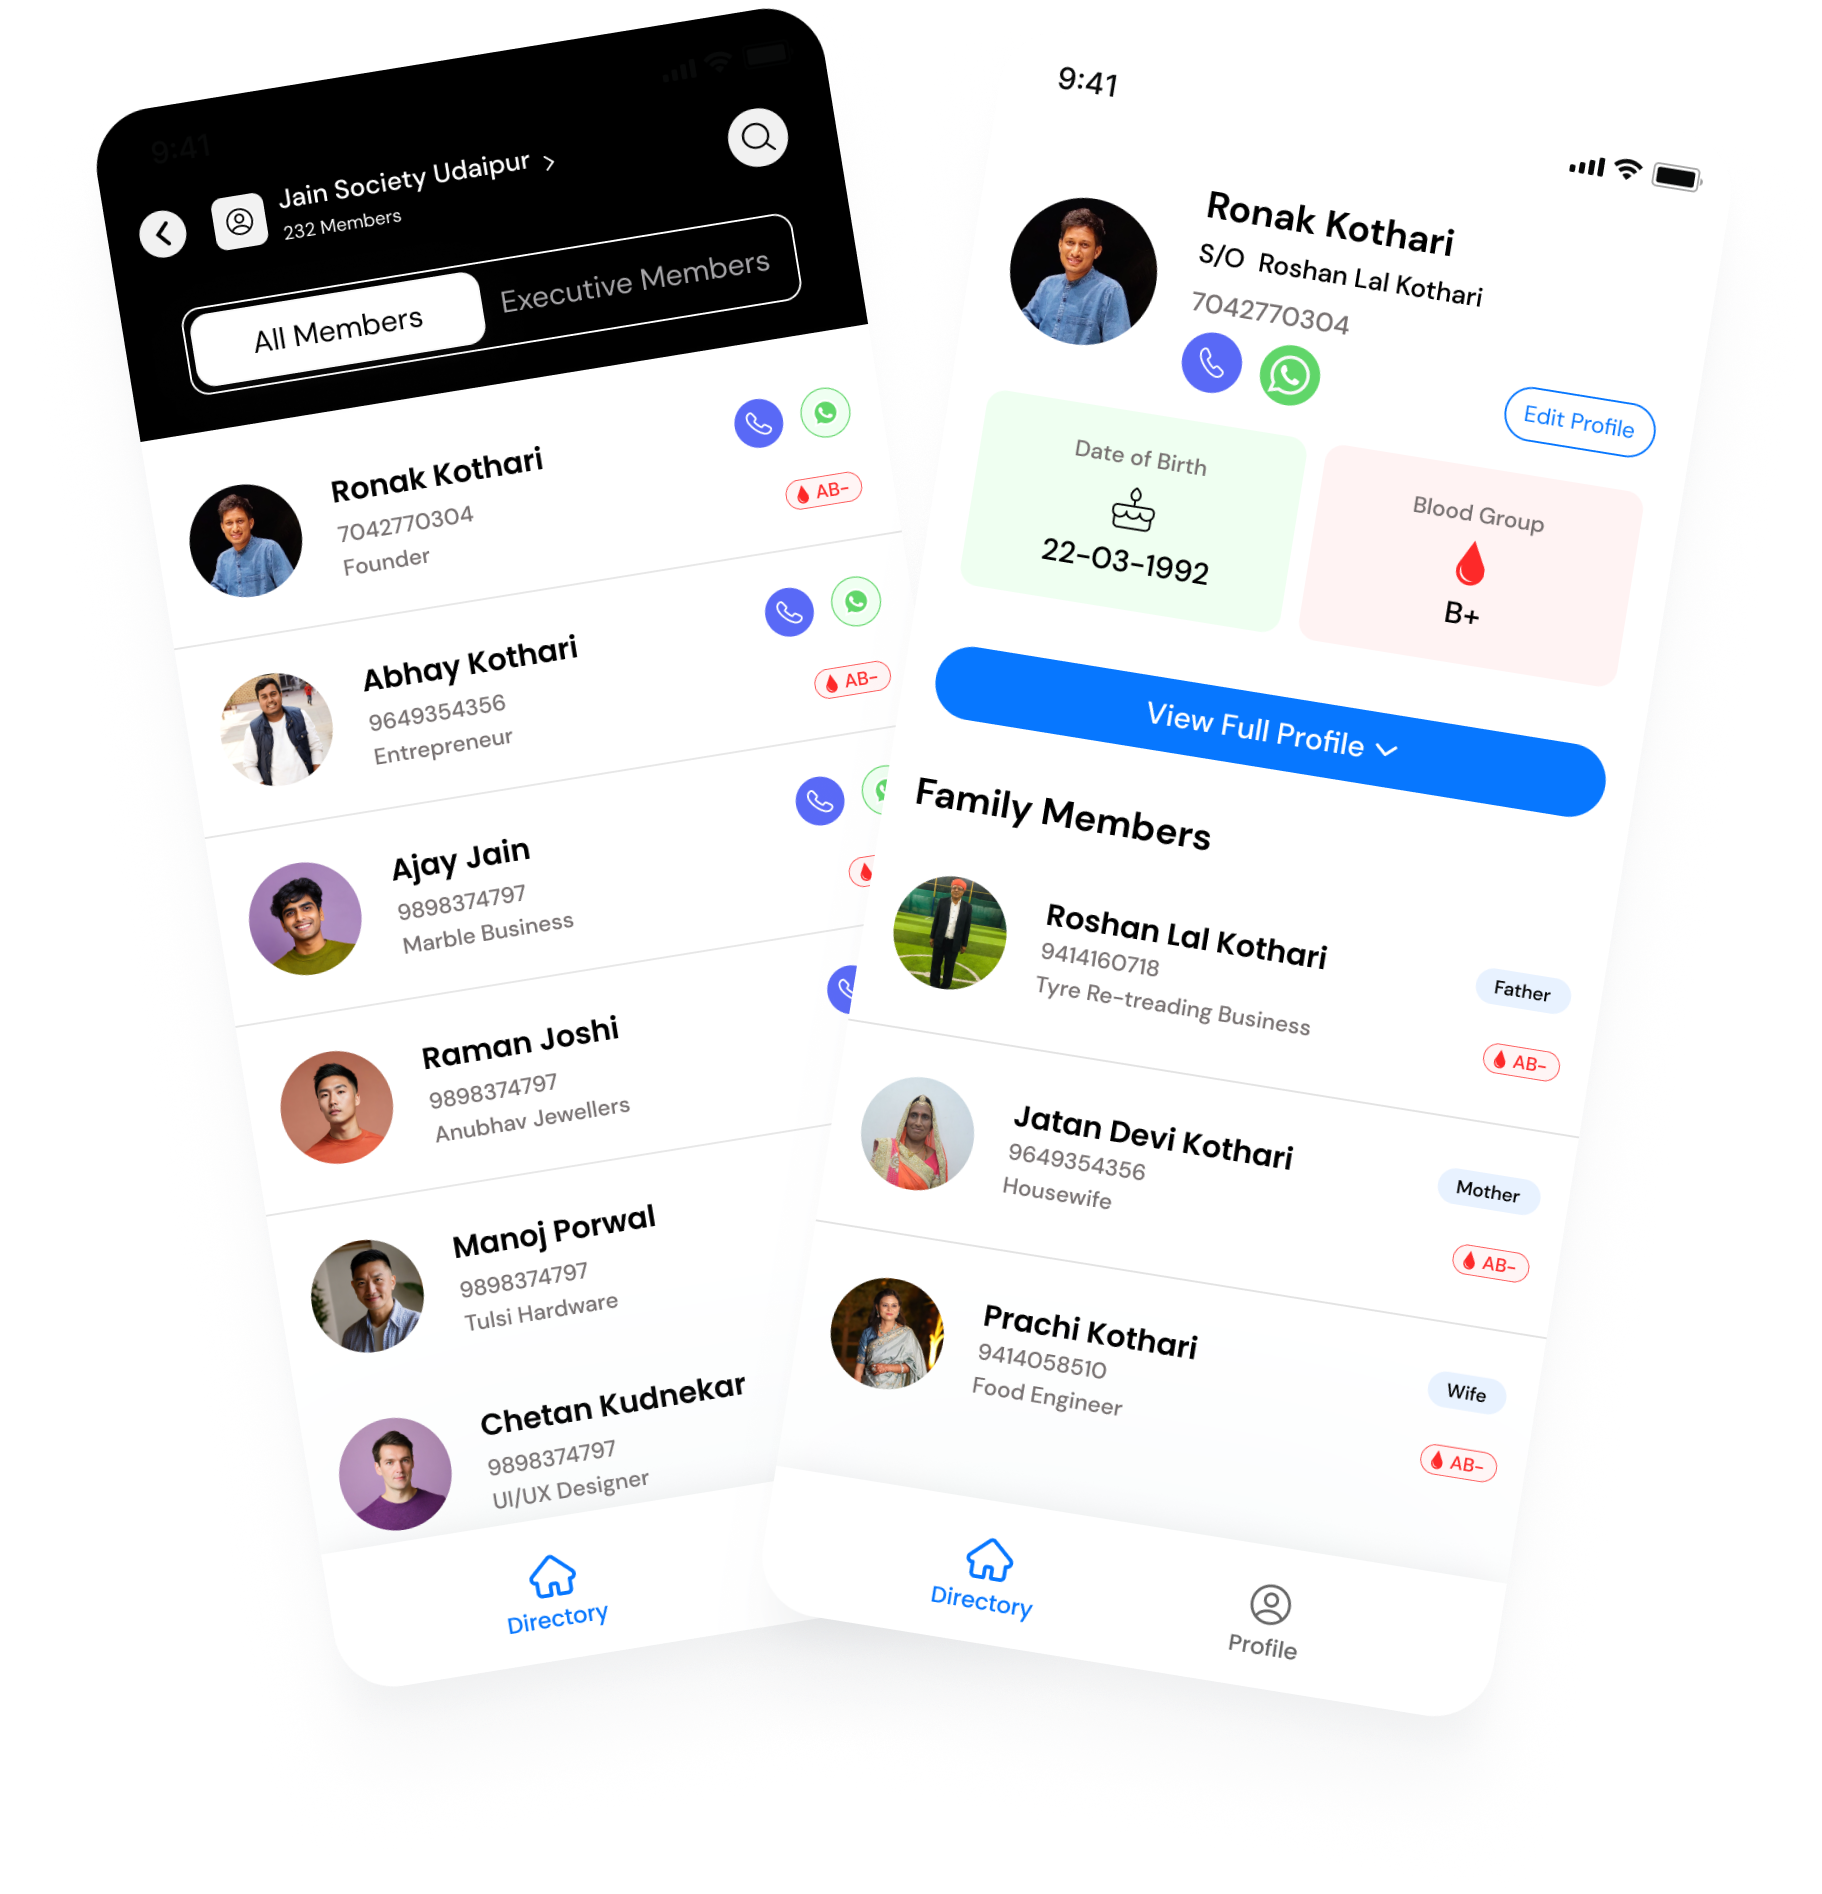 9:41
Jain Society Udaipur
232 Members
All Members
Executive Members
Ronak Kothari
7042770304
Founder
AB-
Abhay Kothari
9649354356
Entrepreneur
AB-
Ajay Jain
9898374797
Marble Business
Raman Joshi
9898374797
Anubhav Jewellers
Manoj Porwal
9898374797
Tulsi Hardware
Chetan Kudnekar
9898374797
UI/UX Designer
Directory
9:41
Ronak Kothari
S/O Roshan Lal Kothari
7042770304
Edit Profile
Date of Birth
22-03-1992
Blood Group
B+
View Full Profile
Family Members
Roshan Lal Kothari
9414160718
Tyre Re-treading Business
Father
AB-
Jatan Devi Kothari
9649354356
Housewife
Mother
AB-
Prachi Kothari
9414058510
Food Engineer
Wife
AB-
Directory
Profile